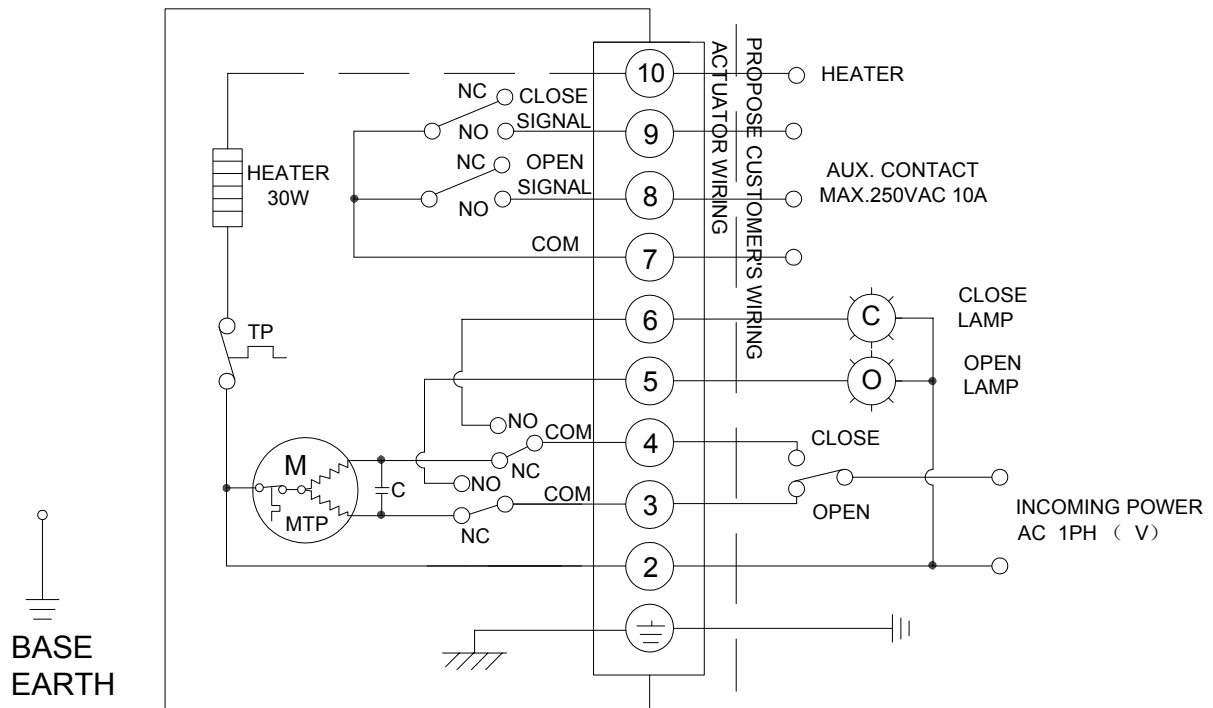 10
HEATER
NC
CLOSE
SIGNAL
NO
9
HEATER
30W
NC
OPEN
SIGNAL
NO
8
AUX. CONTACT
MAX.250VAC 10A
COM
7
ACTUATOR WIRING
PROPOSE CUSTOMER'S WIRING
6
C
CLOSE
LAMP
TP
5
O
OPEN
LAMP
NO
COM
4
CLOSE
M
NC
C
NO
COM
3
OPEN
MTP
NC
INCOMING POWER
AC 1PH （ V）
2
BASE
EARTH